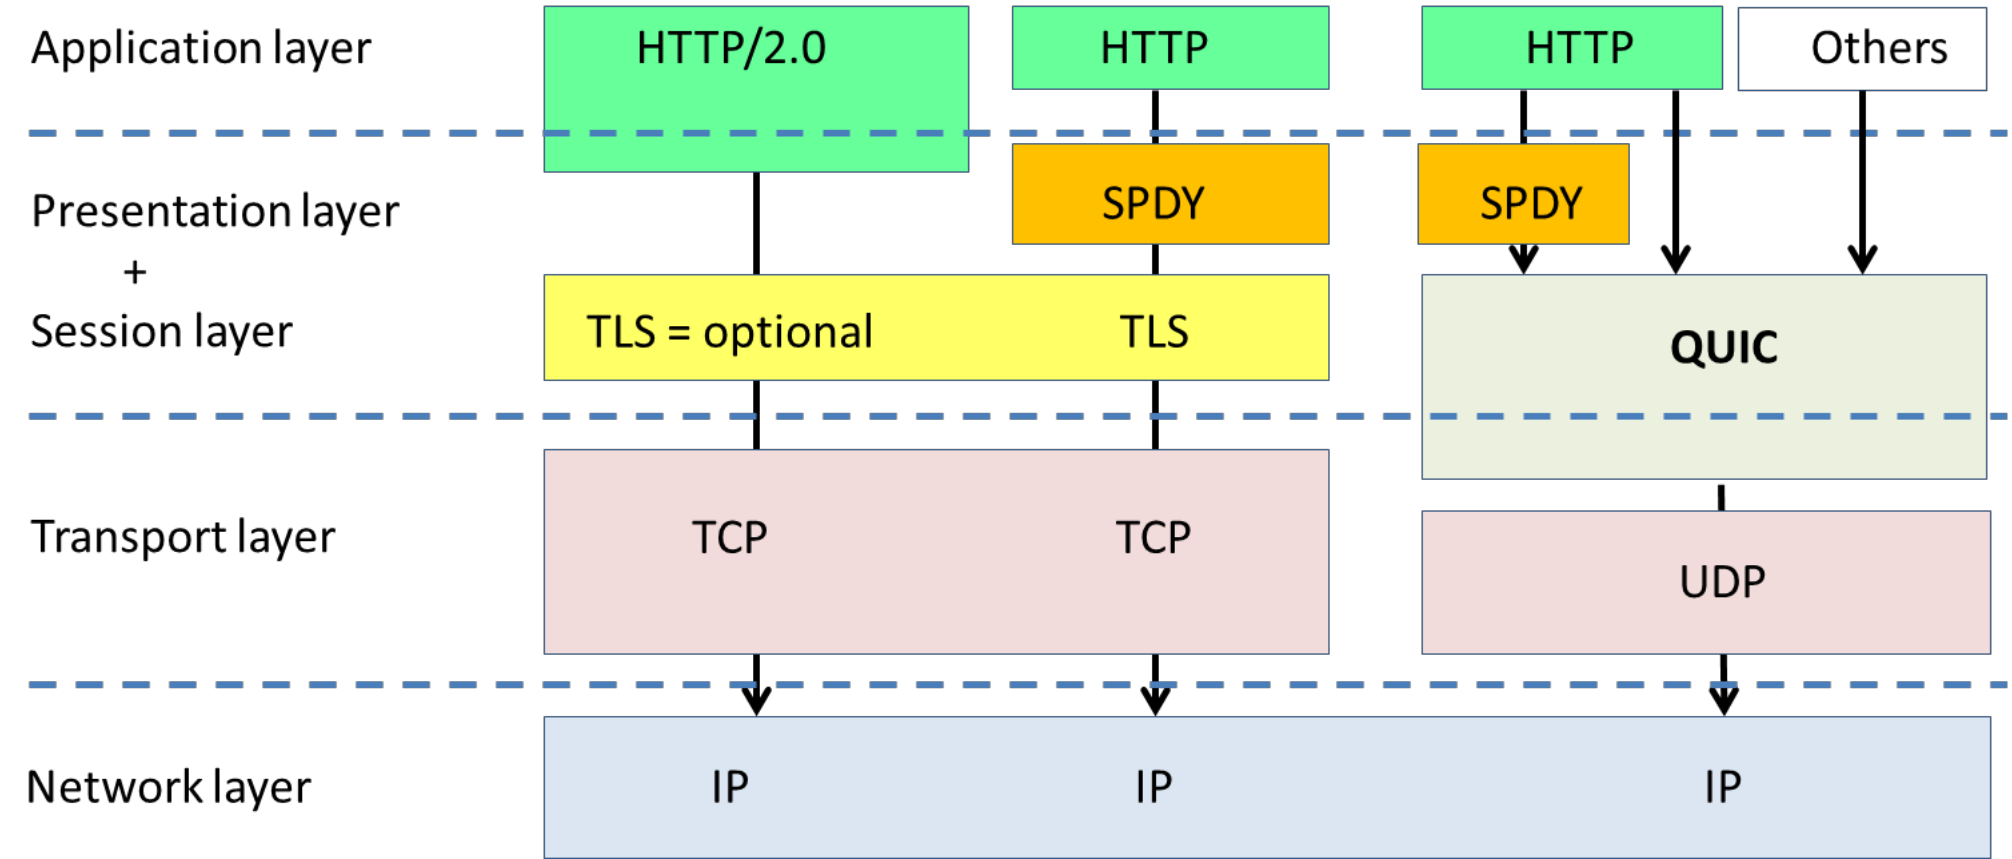 Application layer
HTTP/2.0
HTTP
HTTP
Others
Presentation layer
+
Session layer
SPDY
SPDY
TLS = optional
TLS
QUIC
Transport layer
TCP
TCP
UDP
Network layer
IP
IP
IP